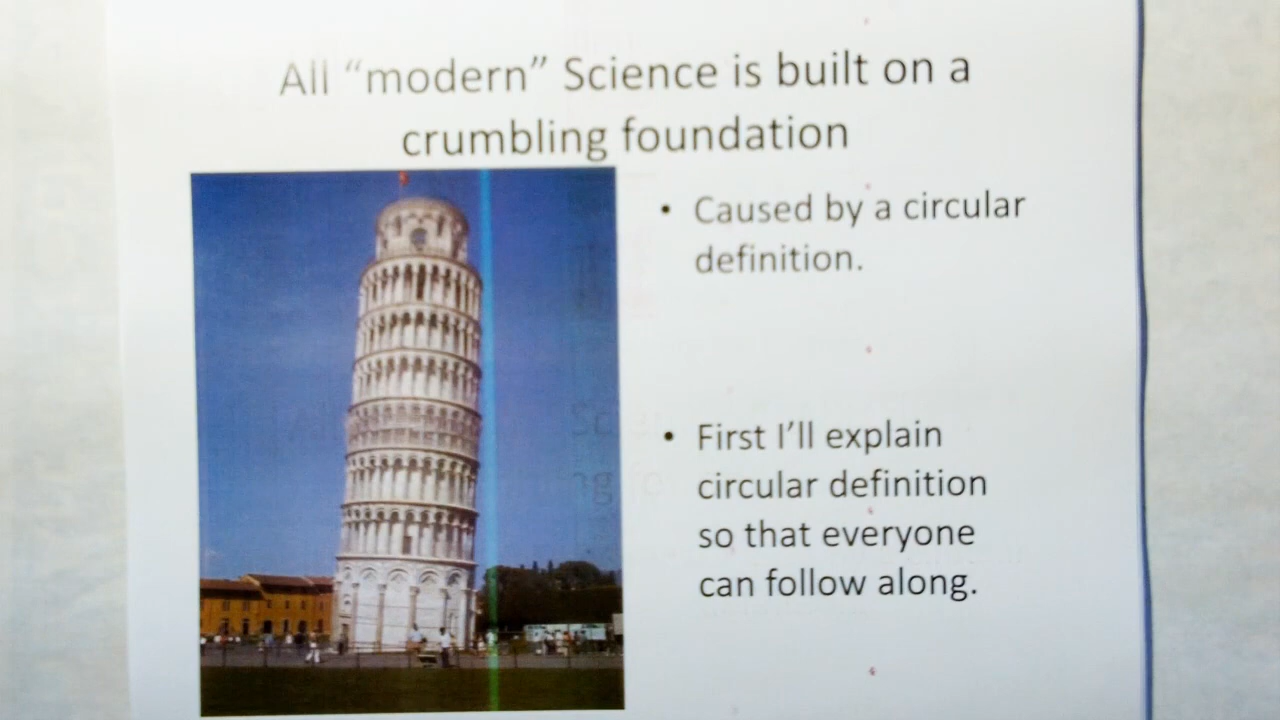 All “modern” Science is built on a
crumbling foundation
• Caused by a circular
definition.
• First I’ll explain
circular definition
so that everyone
can follow along.